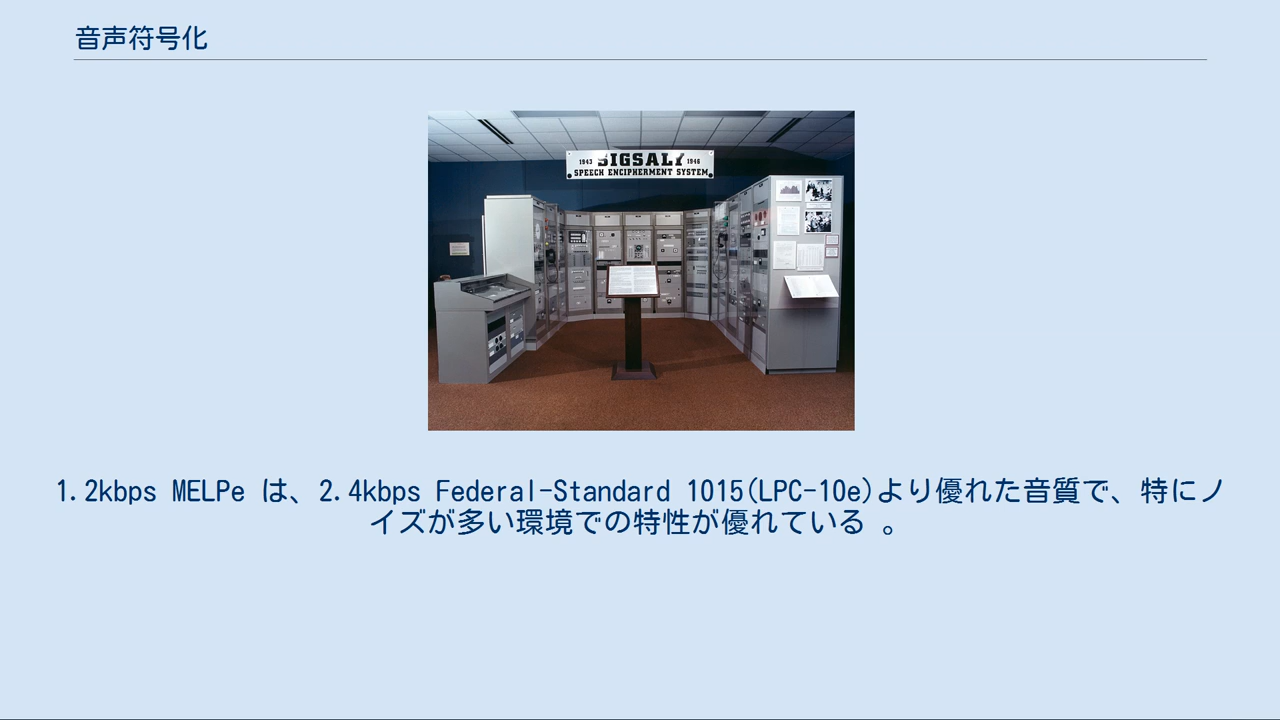 音声符号化
1943 SIGSALY 1946
SPEECH ENCIPHERMENT SYSTEM
1.2kbps MELPe は、2.4kbps Federal-Standard 1015(LPC-10e)より優れた音質で、特にノ
イズが多い環境での特性が優れている 。